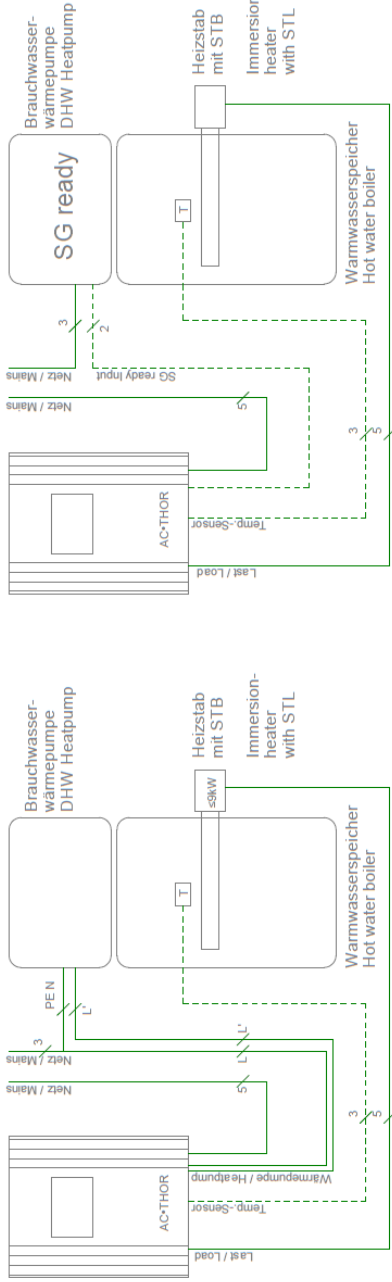 Brauchwasser-
wärmepumpe
DHW Heatpump
PE N
L'
3
Netz / Mains
Netz / Mains
5
L
L'
Wärmepumpe / Heatpump
Temp.-Sensor
Last / Load
AC•THOR
T
≤9kW
Heizstab
mit STB
Immersion-
heater
with STL
Warmwasserspeicher
Hot water boiler
3
5
Brauchwasser-
wärmepumpe
DHW Heatpump
SG ready
3
2
Netz / Mains
Netz / Mains
SG ready Input
5
Temp.-Sensor
Last / Load
AC•THOR
T
Heizstab
mit STB
Immersion
heater
with STL
Warmwasserspeicher
Hot water boiler
3
5